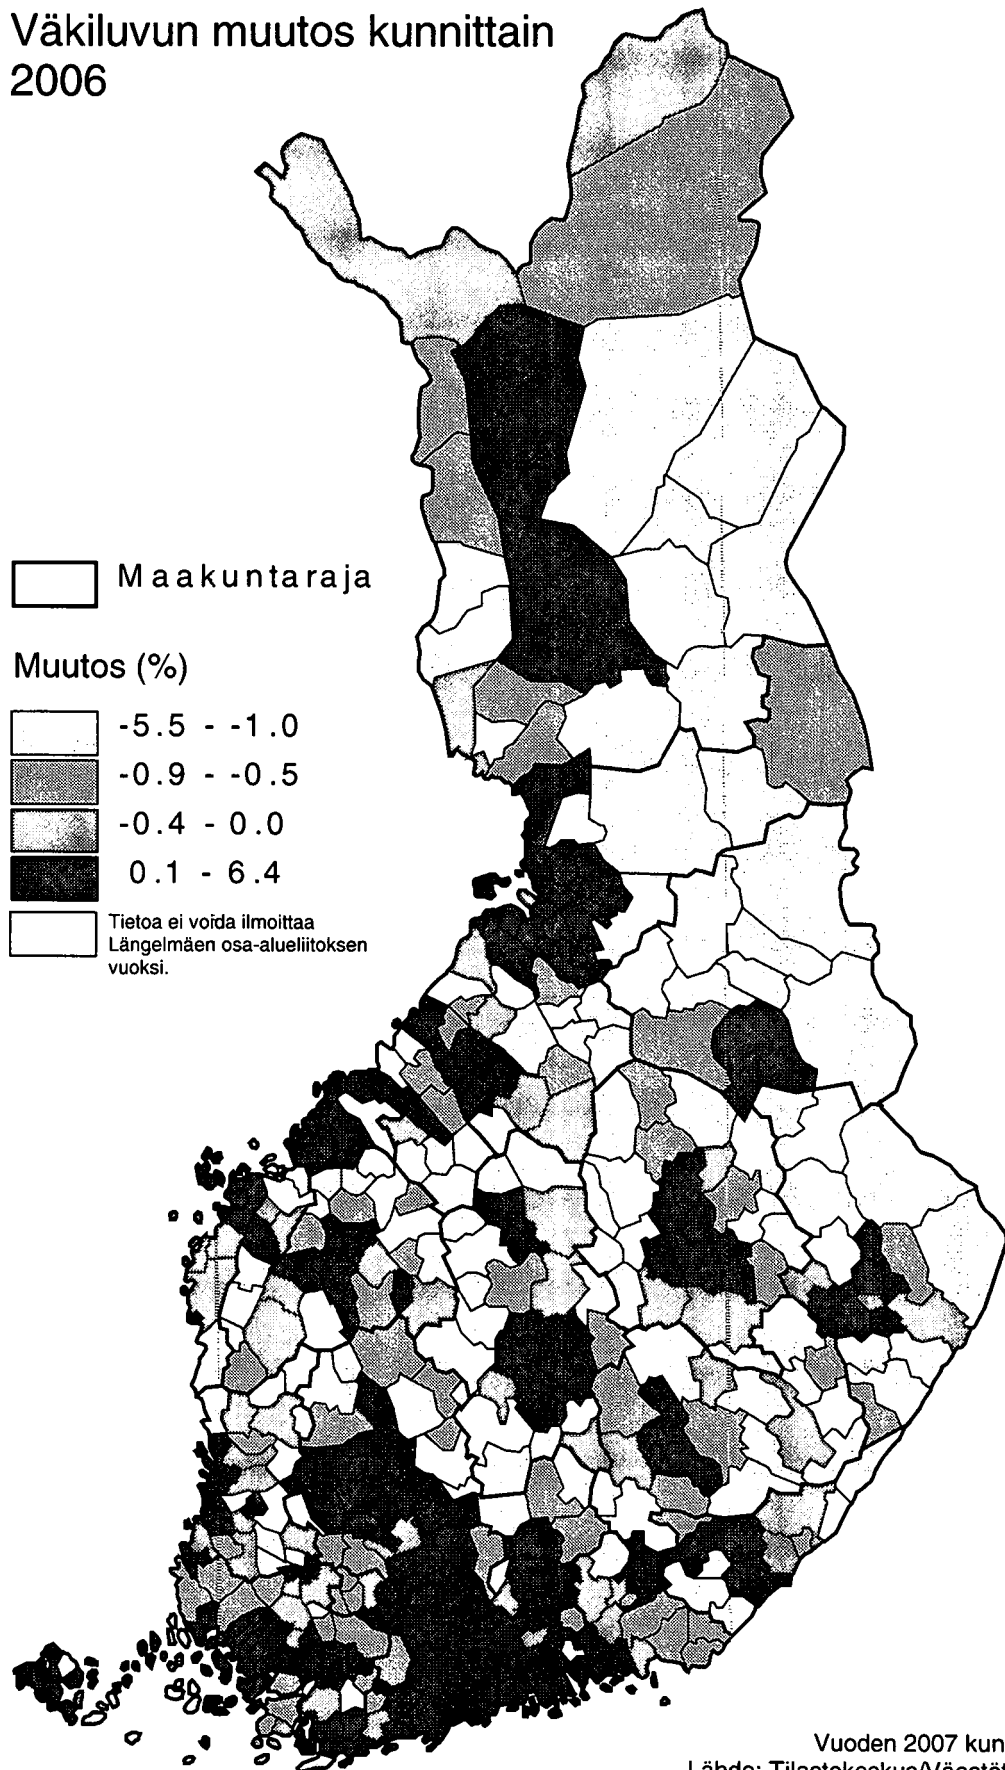 Väkiluvun muutos kunnittain
2006
Maakuntaraja
Muutos (%)
-5.5 - -1.0
-0.9 - -0.5
-0.4 - 0.0
0.1 - 6.4
Tietoa ei voida ilmoittaa
Längelmäen osa-alueliitoksen
vuoksi.
Vuoden 2007 kun